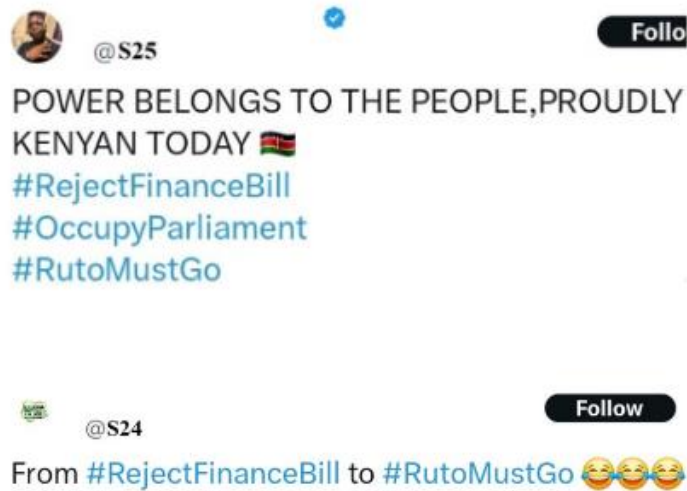 @S25
Follo
POWER BELONGS TO THE PEOPLE,PROUDLY
KENYAN TODAY 🇰🇪
#RejectFinanceBill
#OccupyParliament
#RutoMustGo
@S24
Follow
From #RejectFinanceBill to #RutoMustGo 😂😂😂